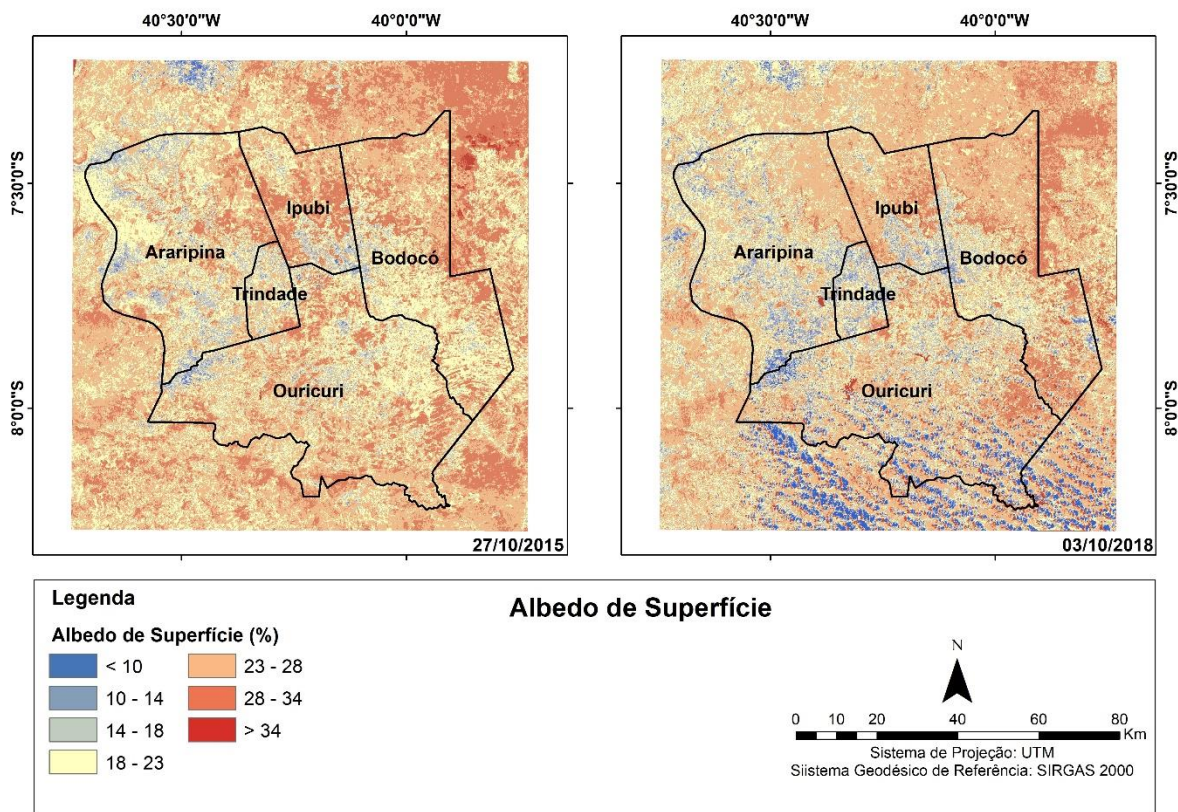 40°30'0"W 40°0'0"W 40°30'0"W 40°0'0"W
7°30'0"S
8°0'0"S
Ipubi
Araripina
Bodocó
Trindade
Ouricuri
27/10/2015
Ipubi
Araripina
Bodocó
Trindade
Ouricuri
03/10/2018
7°30'0"S
8°0'0"S
Legenda
Albedo de Superfície
Albedo de Superfície (%)
< 10
10 - 14
14 - 18
18 - 23
23 - 28
28 - 34
> 34
N
0 10 20 40 60 80
Km
Sistema de Projeção: UTM
Siistema Geodésico de Referência: SIRGAS 2000